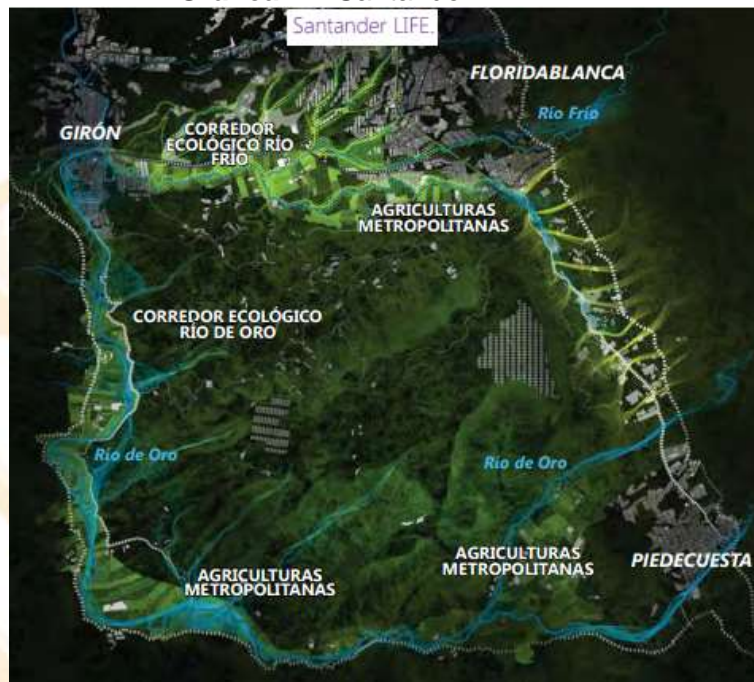 Santander LIFE.
FLORIDABLANCA
Río Frío
GIRÓN
CORREDOR
ECOLÓGICO RÍO
FRÍO
AGRICULTURAS
METROPOLITANAS
CORREDOR ECOLÓGICO
RÍO DE ORO
Río de Oro
Río de Oro
AGRICULTURAS
METROPOLITANAS
AGRICULTURAS
METROPOLITANAS
PIEDECUESTA